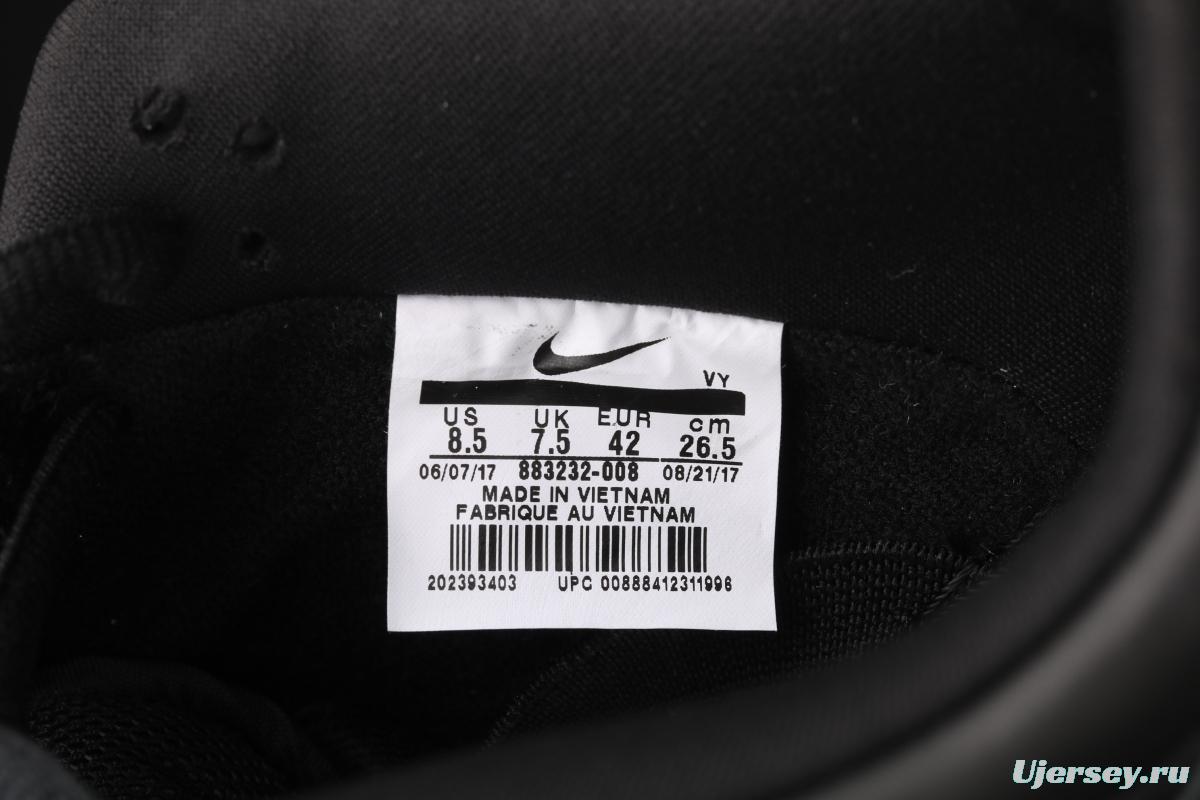 VY
US UK EUR cm
8.5 7.5 42 26.5
06/07/17 883232-008 08/21/17
MADE IN VIETNAM
FABRIQUE AU VIETNAM
202393403 UPC 00888412311996
Ujersey.ru